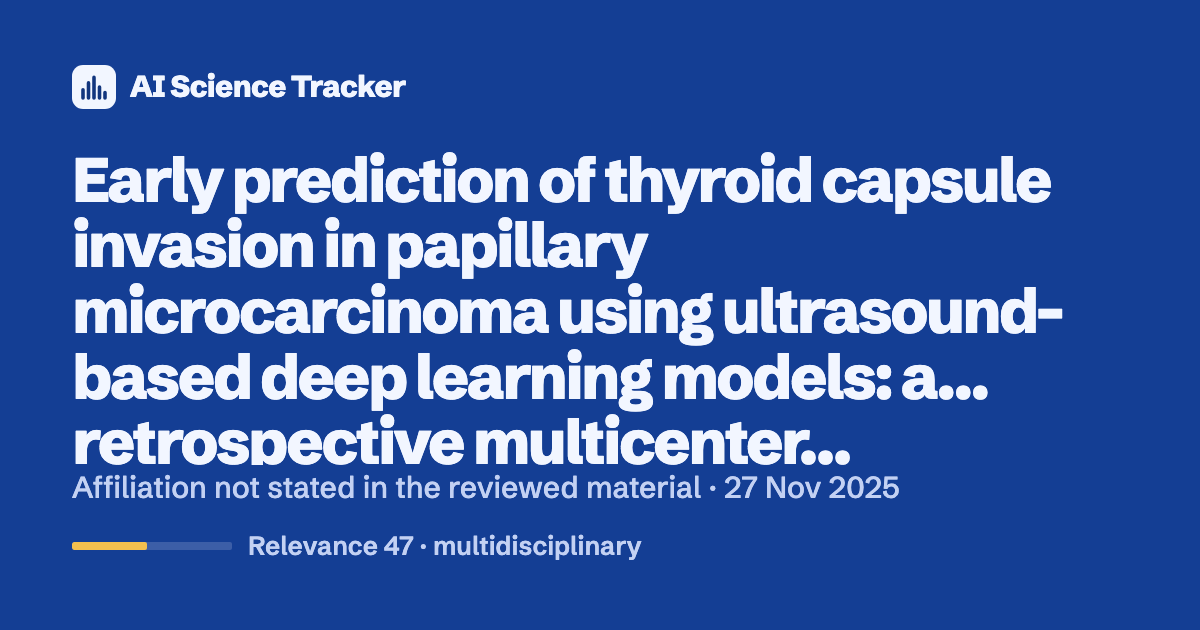 AI Science Tracker
Early prediction of thyroid capsule
invasion in papillary
microcarcinoma using ultrasound-
based deep learning models: a...
retrospective multicenter...
Affiliation not stated in the reviewed material · 27 Nov 2025
Relevance 47 · multidisciplinary